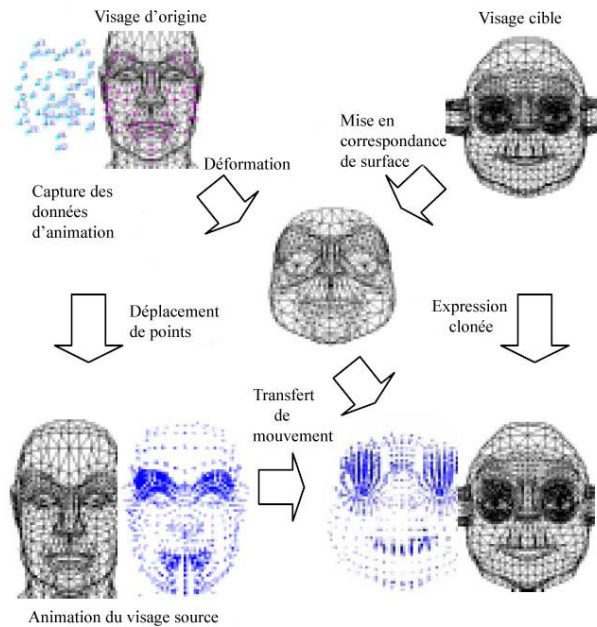 Visage d'origine
Visage cible
Déformation
Mise en
correspondance
de surface
Capture des
données
d'animation
Déplacement
de points
Expression
clonée
Transfert
de
mouvement
Animation du visage source